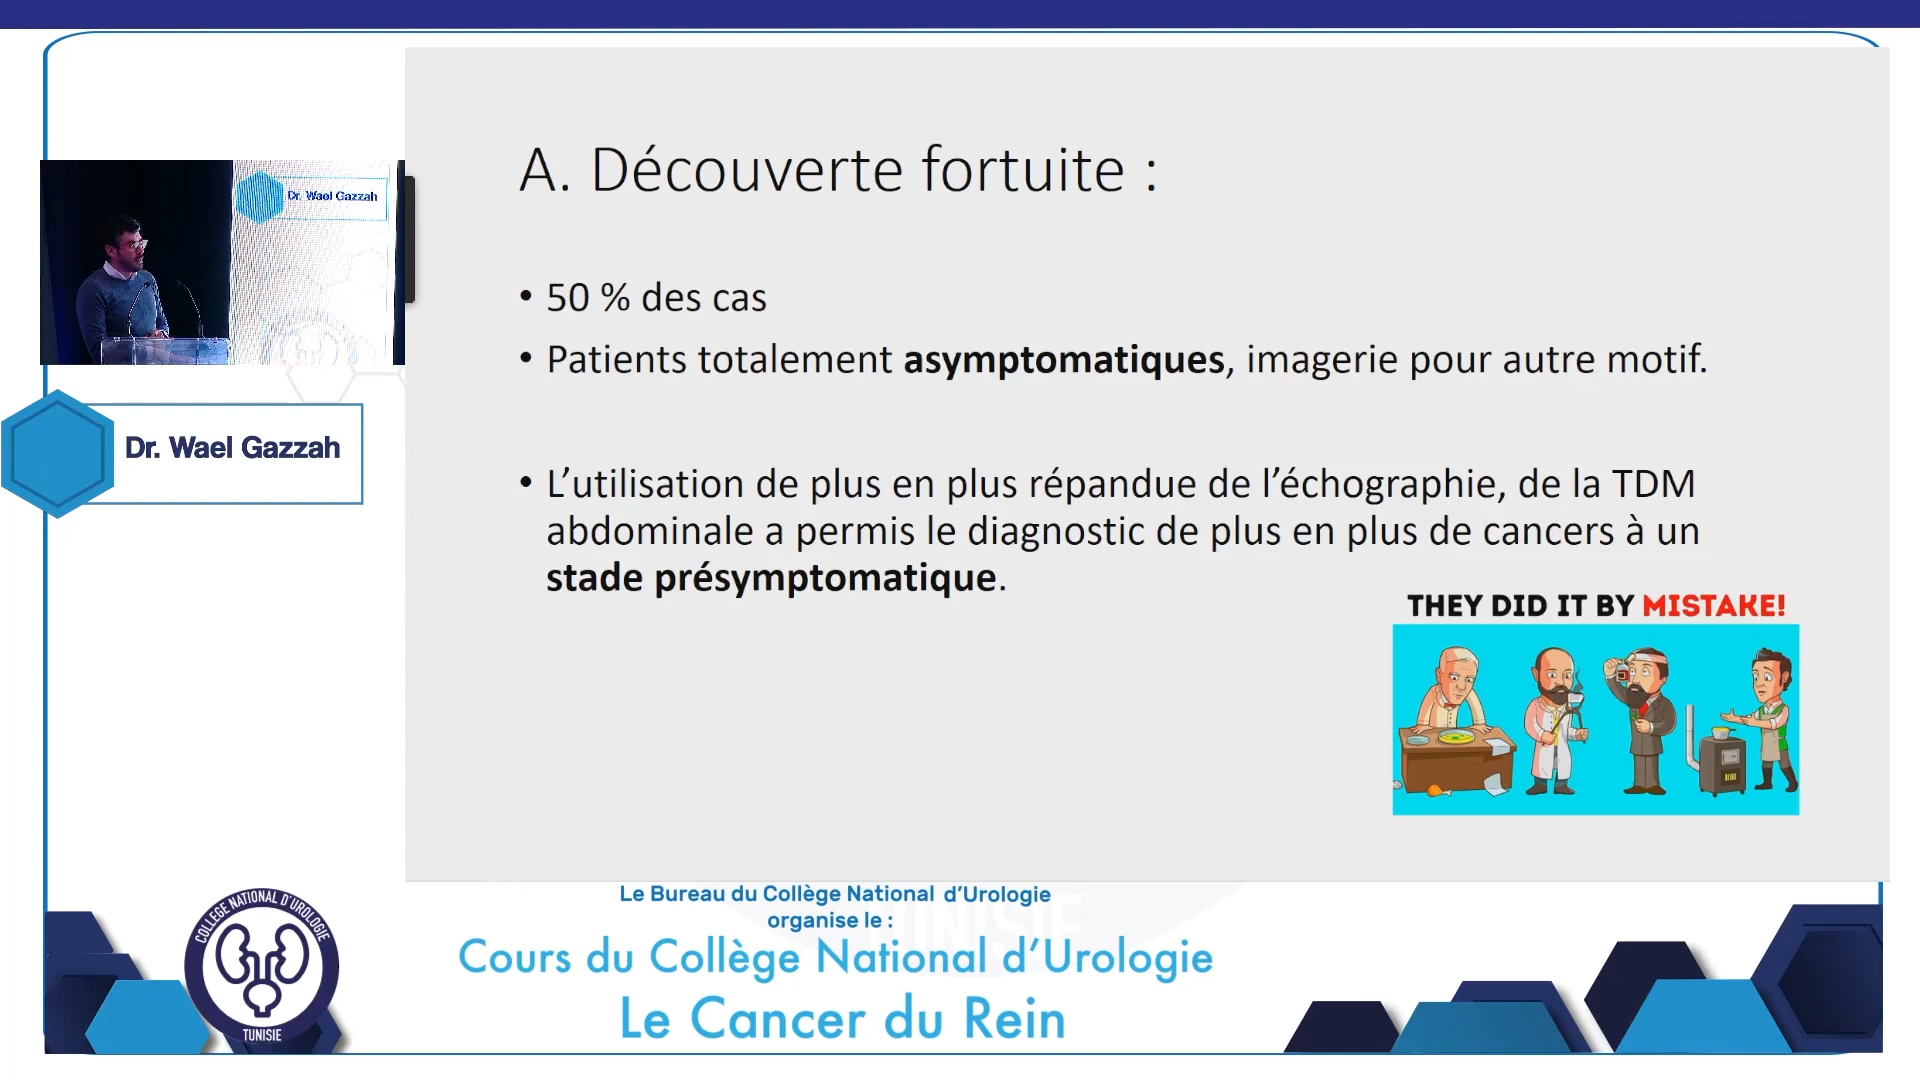 A. Découverte fortuite :
• 50 % des cas
• Patients totalement asymptomatiques, imagerie pour autre motif.
• L’utilisation de plus en plus répandue de l’échographie, de la TDM
abdominale a permis le diagnostic de plus en plus de cancers à un
stade présymptomatique.
THEY DID IT BY MISTAKE!
Dr. Wael Gazzah
Dr. Wael Gazzah
Le Bureau du Collège National d’Urologie
organise le :
Cours du Collège National d’Urologie
Le Cancer du Rein
COLLÈGE NATIONAL D'UROLOGIE
TUNISIE